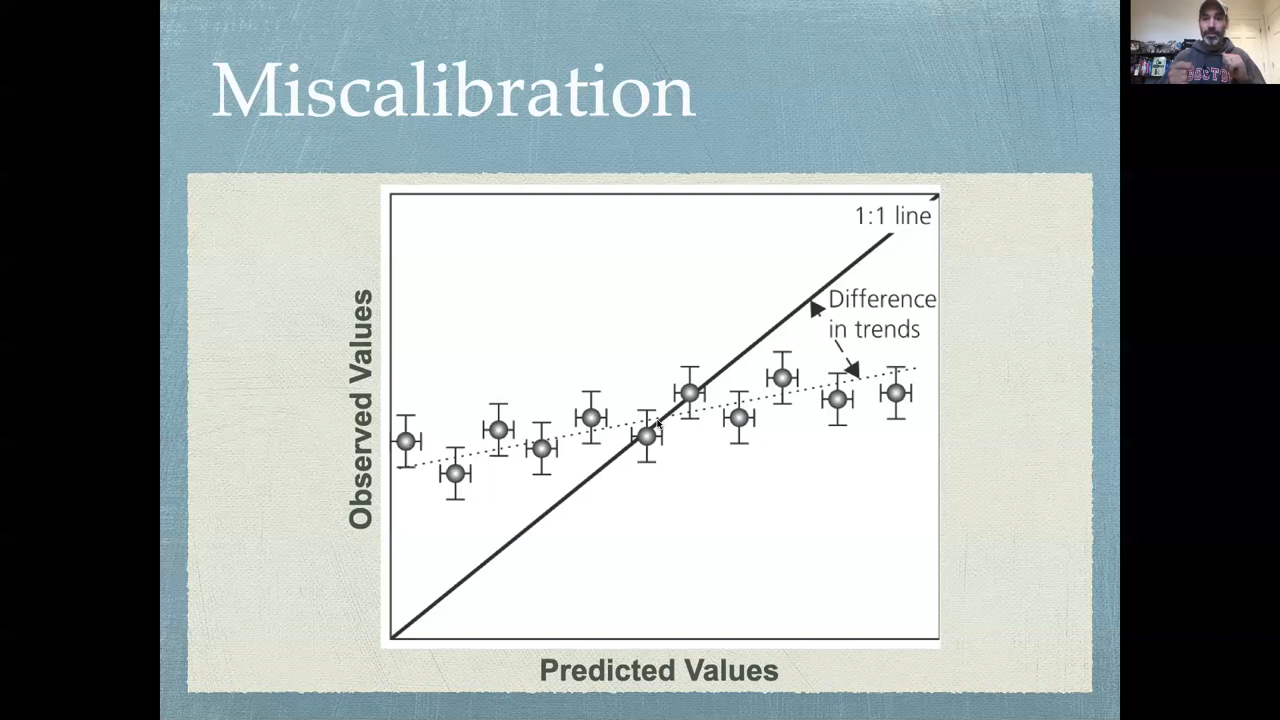 Miscalibration
1:1 line
Difference
in trends
Observed Values
Predicted Values